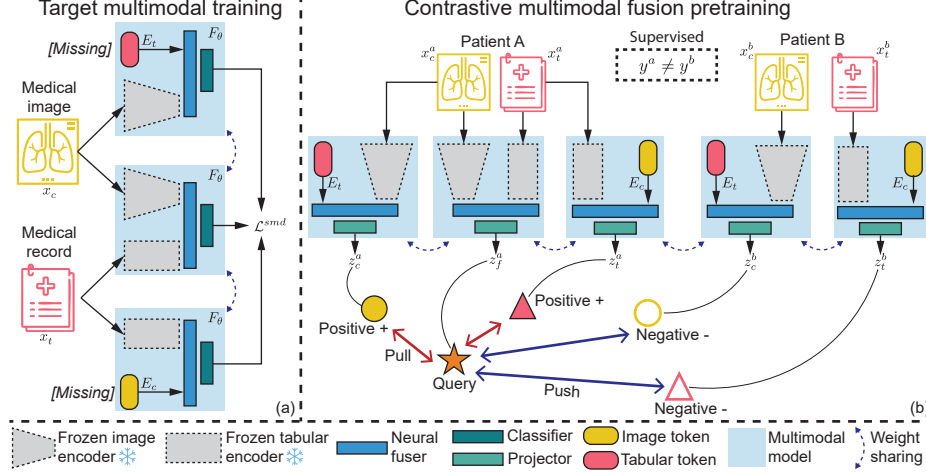 Target multimodal training
Contrastive multimodal fusion pretraining
[Missing]
E_t
F_θ
Medical
image
x_c
F_θ
ℒ^{smd}
Medical
record
x_t
F_θ
[Missing]
E_c
(a)
x_c^a
Patient A
x_t^a
Supervised
y^a ≠ y^b
x_c^b
Patient B
x_t^b
E_t
E_c
E_t
E_c
z_c^a
z_f^a
z_t^a
z_c^b
z_t^b
Positive +
Positive +
Negative -
Pull
Query
Push
Negative -
(b)
Frozen image
encoder
Frozen tabular
encoder
Neural
fuser
Classifier
Projector
Image token
Tabular token
Multimodal
model
Weight
sharing